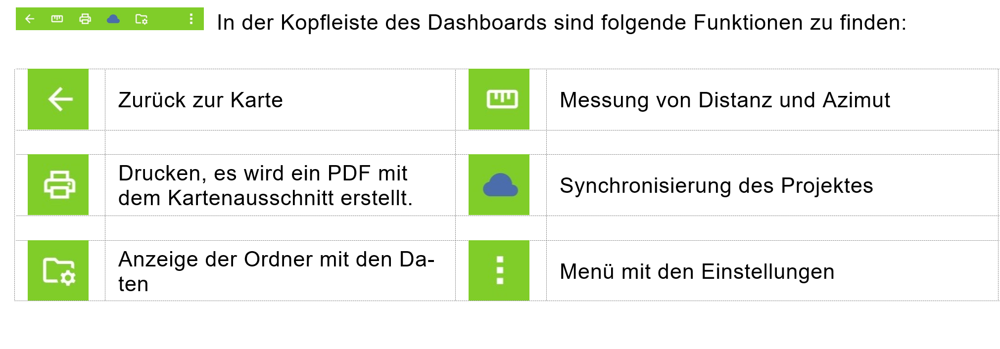 In der Kopfleiste des Dashboards sind folgende Funktionen zu finden:
Zurück zur Karte
Messung von Distanz und Azimut
Drucken, es wird ein PDF mit
dem Kartenausschnitt erstellt.
Synchronisierung des Projektes
Anzeige der Ordner mit den Da-
ten
Menü mit den Einstellungen